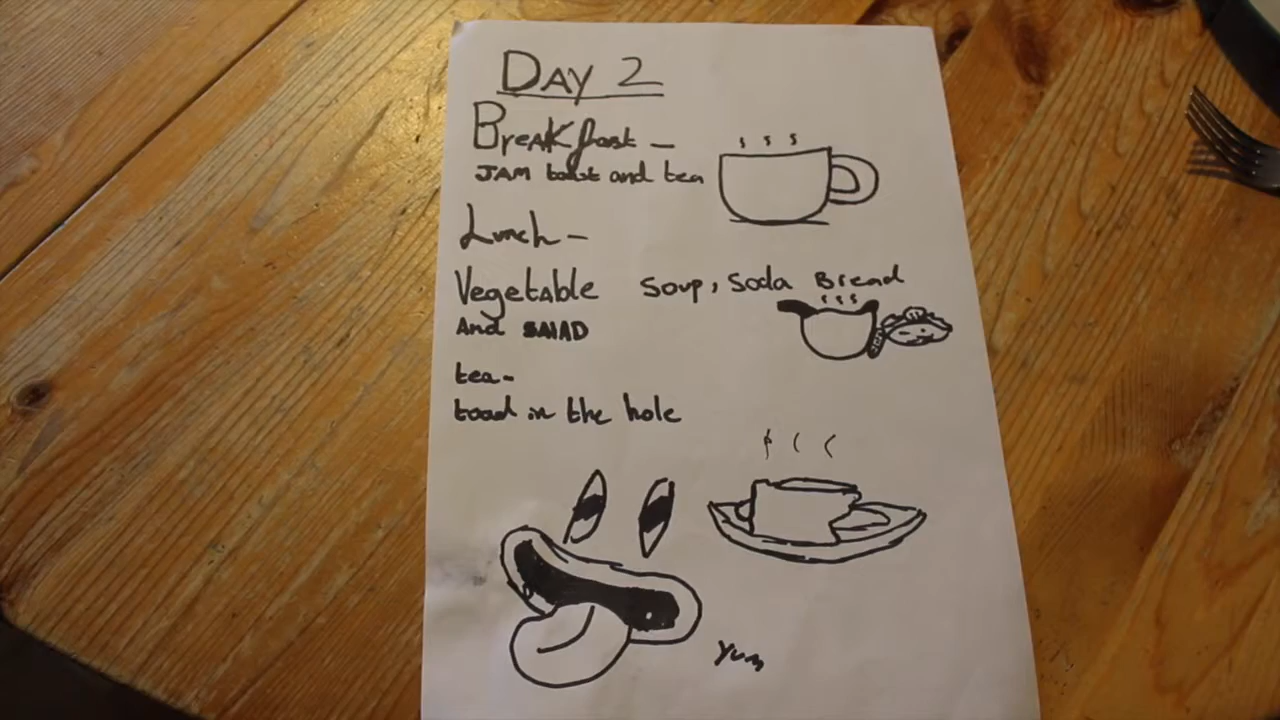 DAY 2
Breakfast -
JAM toast and tea
Lunch -
Vegetable soup, soda Bread
And SALAD
tea-
toad in the hole
Yum